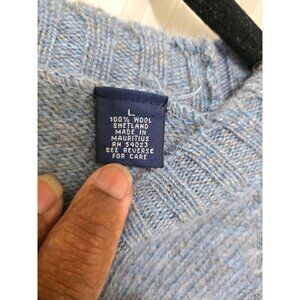 L
100% WOOL
SHETLAND
MADE IN
MAURITIUS
RN 54023
SEE REVERSE
FOR CARE